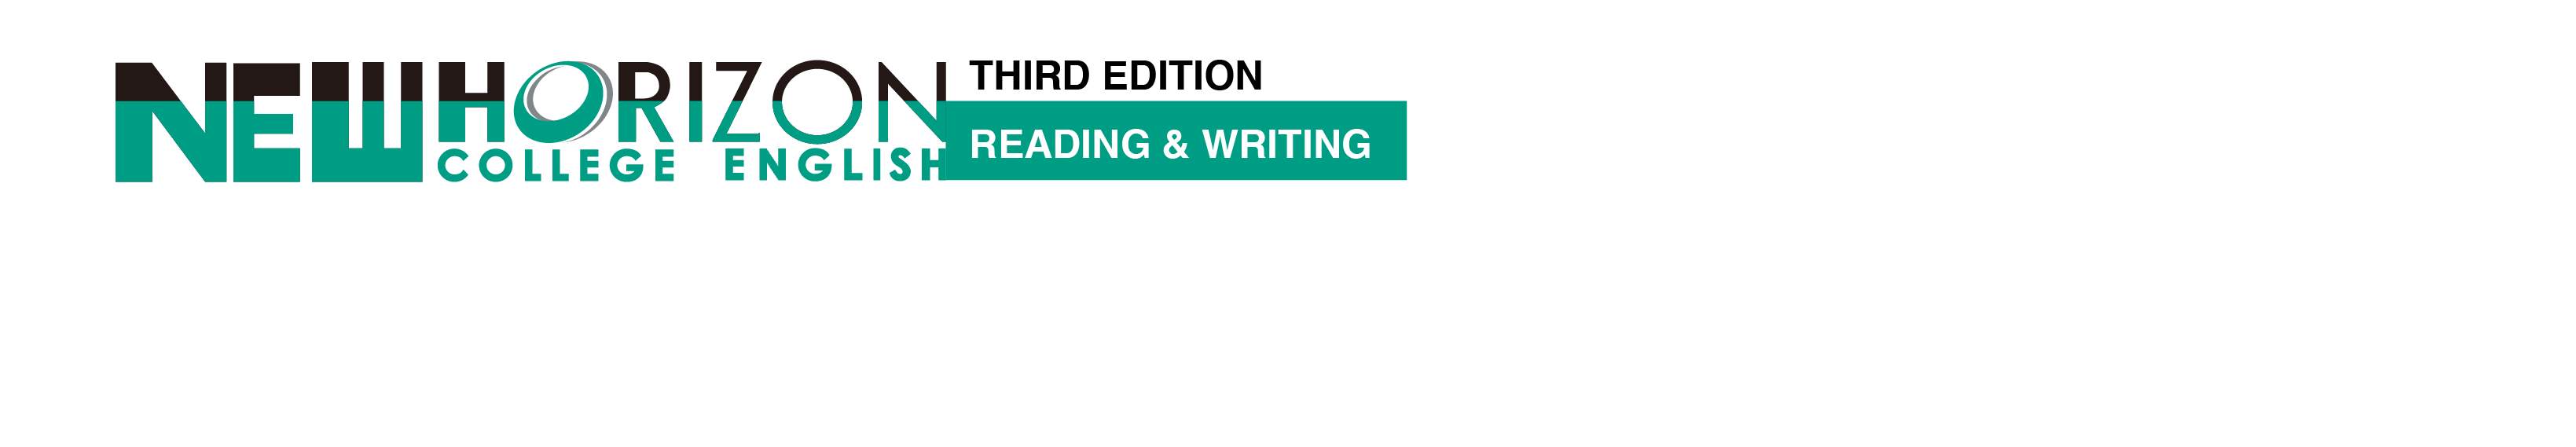 NEW HORIZON
COLLEGE ENGLISH
THIRD EDITION
READING & WRITING